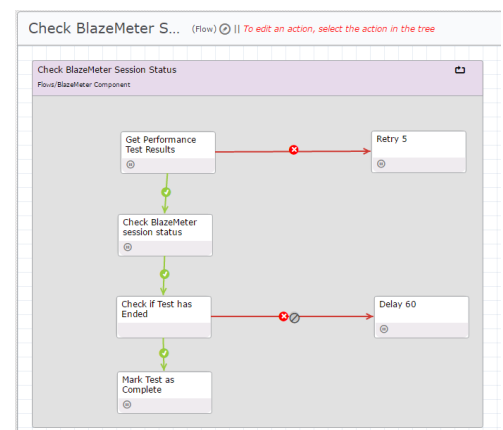 Check BlazeMeter S... (Flow) || To edit an action, select the action in the tree
Check BlazeMeter Session Status
Flows/BlazeMeter Component
Get Performance
Test Results
Retry 5
Check BlazeMeter
session status
Check if Test has
Ended
Delay 60
Mark Test as
Complete